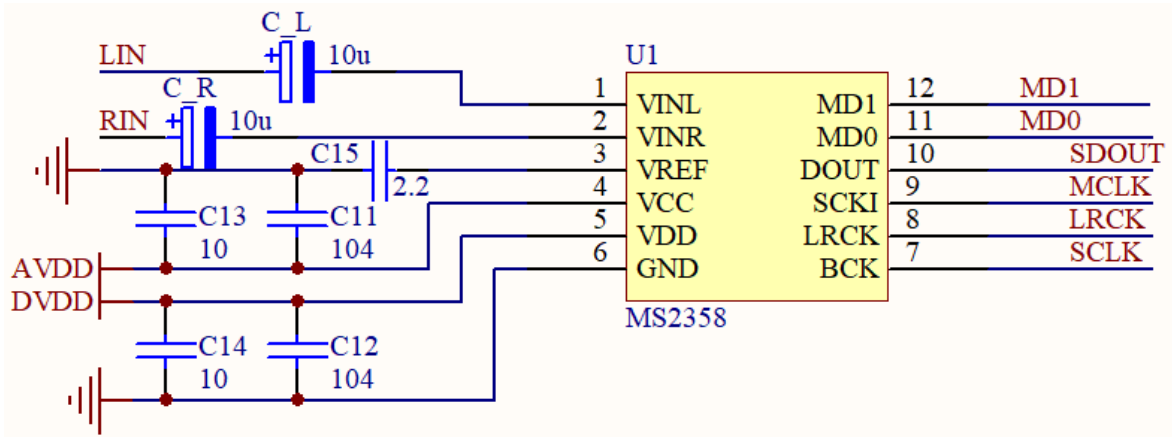 C_L
LIN
10u
U1
C_R
1 VINL MD1 12 MD1
RIN
10u
2 VINR MD0 11 MD0
C15
3 VREF DOUT 10 SDOUT
2.2
4 VCC SCKI 9 MCLK
C13 C11
5 VDD LRCK 8 LRCK
10 104
6 GND BCK 7 SCLK
AVDD
DVDD
MS2358
C14 C12
10 104